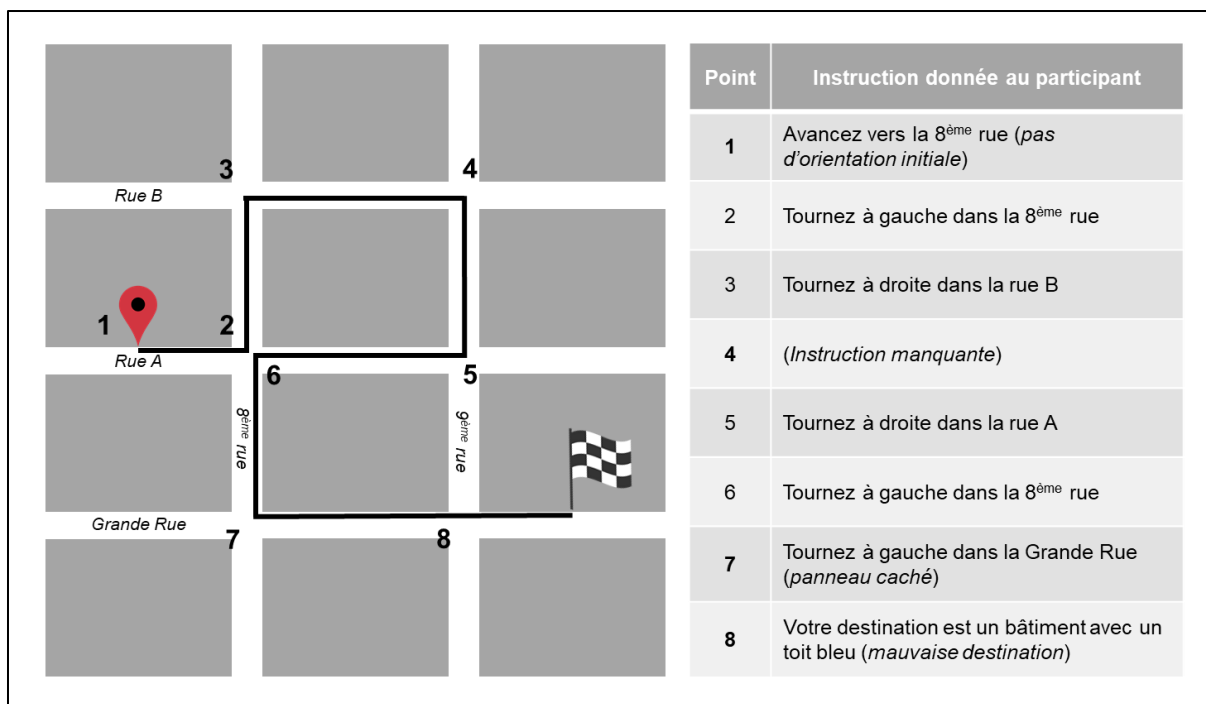 3
4
Rue B
1
2
Rue A
6
5
8ème rue
9ème rue
Grande Rue
7
8
Point Instruction donnée au participant
1 Avancez vers la 8ème rue (pas
d'orientation initiale)
2 Tournez à gauche dans la 8ème rue
3 Tournez à droite dans la rue B
4 (Instruction manquante)
5 Tournez à droite dans la rue A
6 Tournez à gauche dans la 8ème rue
7 Tournez à gauche dans la Grande Rue
(panneau caché)
8 Votre destination est un bâtiment avec un
toit bleu (mauvaise destination)